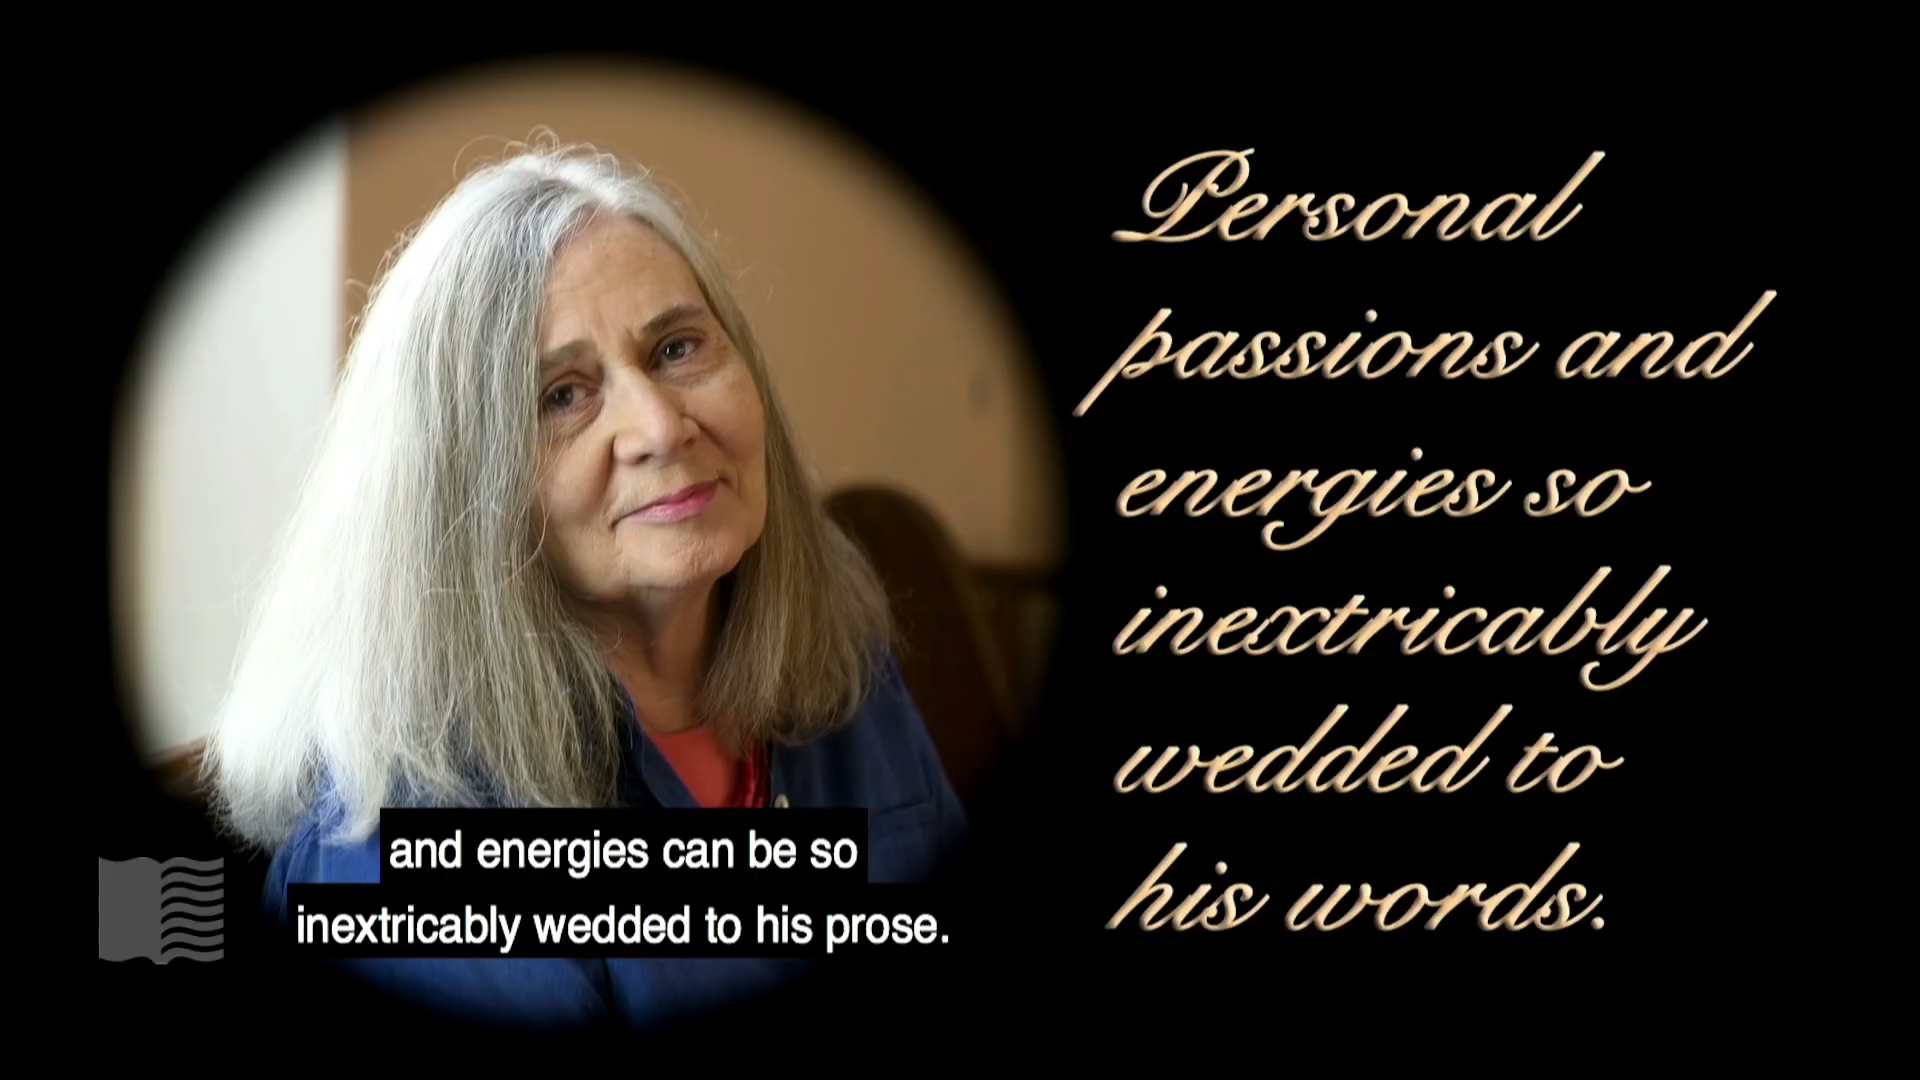 Personal
passions and
energies so
inextricably
wedded to
his words.
and energies can be so
inextricably wedded to his prose.